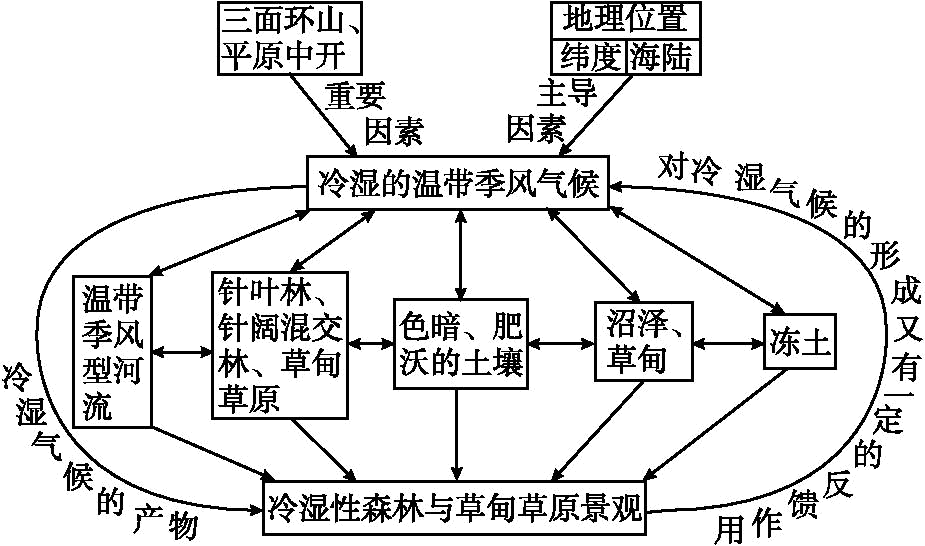 三面环山、
平原中开
地理位置
纬度 海陆
重要
因素
主导
因素
冷湿的温带季风气候
温带
季风
型河
流
针叶林、
针阔混交
林、草甸
草原
色暗、肥
沃的土壤
沼泽、
草甸
冻土
冷湿气候的产物
对冷湿气候的形成又有一定的反馈作用
冷湿性森林与草甸草原景观